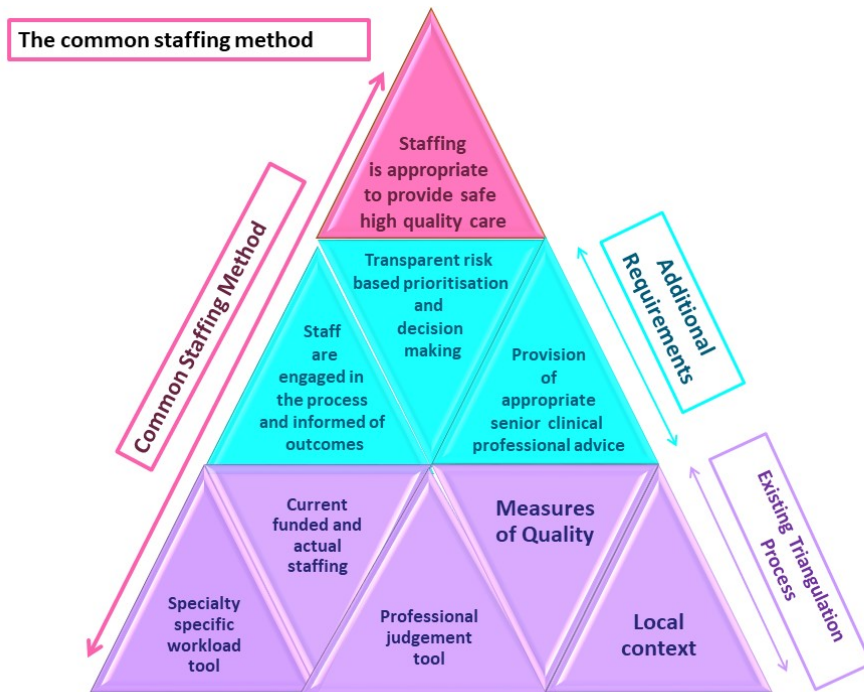 The common staffing method
Staffing
is appropriate
to provide safe
high quality care
Common Staffing Method
Additional
Requirements
Transparent risk
based prioritisation
and
decision
making
Staff
are
engaged in
the process
and informed of
outcomes
Provision
of
appropriate
senior clinical
professional advice
Existing Triangulation
Process
Current
funded and
actual
staffing
Measures
of Quality
Specialty
specific
workload
tool
Professional
judgement
tool
Local
context